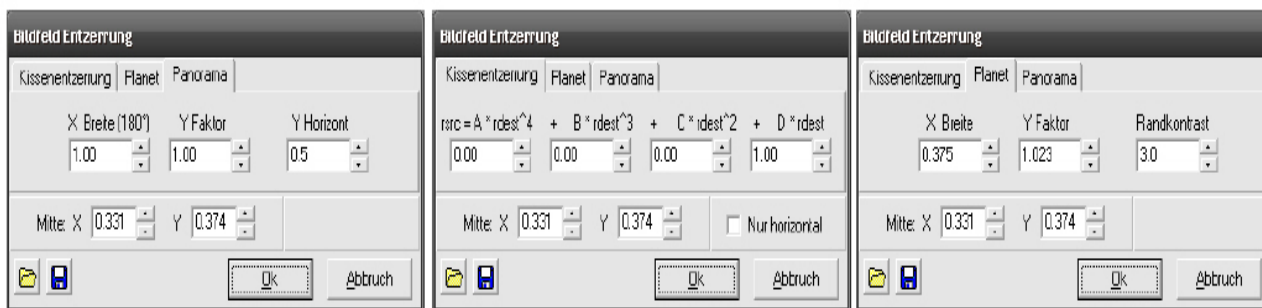 Bildfeld Entzerrung
Kissenentzerrung Planet Panorama
X Breite (180°) Y Faktor Y Horizont
1.00 1.00 0.5
Mitte: X 0.331 Y 0.374
Ok Abbruch
Bildfeld Entzerrung
Kissenentzerrung Planet Panorama
rsrc = A * rdest^4 + B * rdest^3 + C * rdest^2 + D * rdest
0.00 0.00 0.00 1.00
Mitte: X 0.331 Y 0.374 Nur horizontal
Ok Abbruch
Bildfeld Entzerrung
Kissenentzerrung Planet Panorama
X Breite Y Faktor Randkontrast
0.375 1.023 3.0
Mitte: X 0.331 Y 0.374
Ok Abbruch